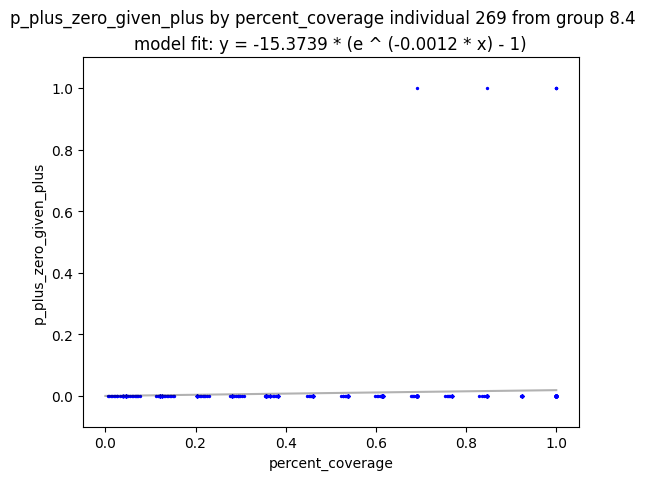 p_plus_zero_given_plus by percent_coverage individual 269 from group 8.4
model fit: y = -15.3739 * (e ^ (-0.0012 * x) - 1)
1.0
0.8
0.6
0.4
0.2
0.0
p_plus_zero_given_plus
0.0 0.2 0.4 0.6 0.8 1.0
percent_coverage